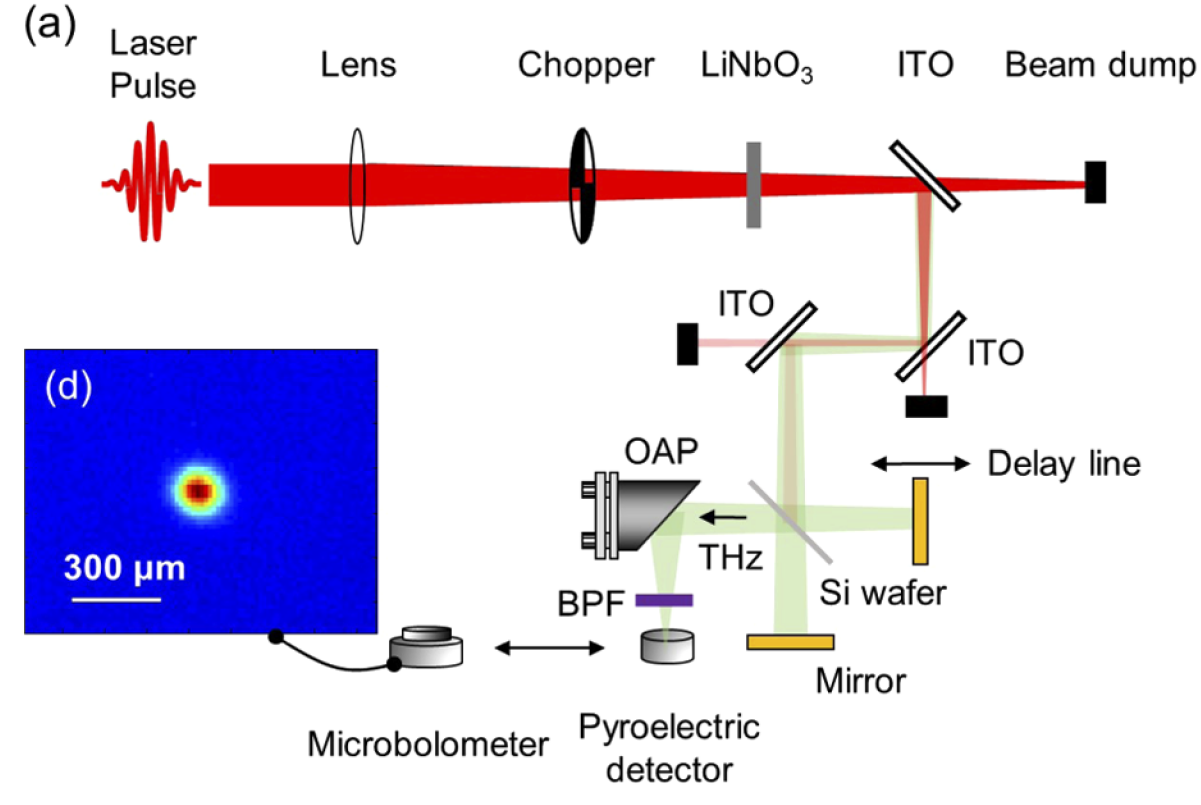 (a)
Laser
Pulse
Lens
Chopper
LiNbO₃
ITO
Beam dump
ITO
ITO
(d)
OAP
Delay line
300 μm
THz
BPF
Si wafer
Mirror
Microbolometer
Pyroelectric
detector